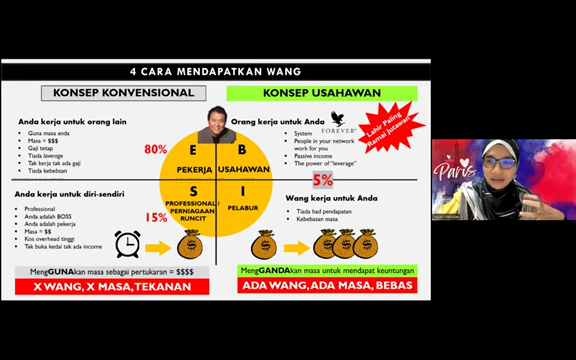 4 CARA MENDAPATKAN WANG
KONSEP KONVENSIONAL
KONSEP USAHAWAN
Anda kerja untuk orang lain
Guna masa anda
Masa = $$$
Gaji tetap
Tiada leverage
Tak kerja tak ada gaji
Tiada kebebasan
80%
E
PEKERJA
B
USAHAWAN
Orang kerja untuk Anda
System
People in your network
work for you
Passive income
The power of "leverage"
FOREVER
Lahir Paling
Ramai Jutawan
5%
Anda kerja untuk diri-sendiri
Professional
Anda adalah BOSS
Anda adalah pekerja
Masa = $$
Kos overhead tinggi
Tak buka kedai tak ada income
15%
S
PROFESSIONAL /
PERNIAGAAN
RUNCIT
I
PELABUR
Wang kerja untuk anda
Tiada had pendapatan
Kebebasan masa
MengGUNAkan masa sebagai pertukaran = $$$$
X WANG, X MASA, TEKANAN
MengGANDAkan masa untuk mendapat keuntungan
ADA WANG, ADA MASA, BEBAS
Paris